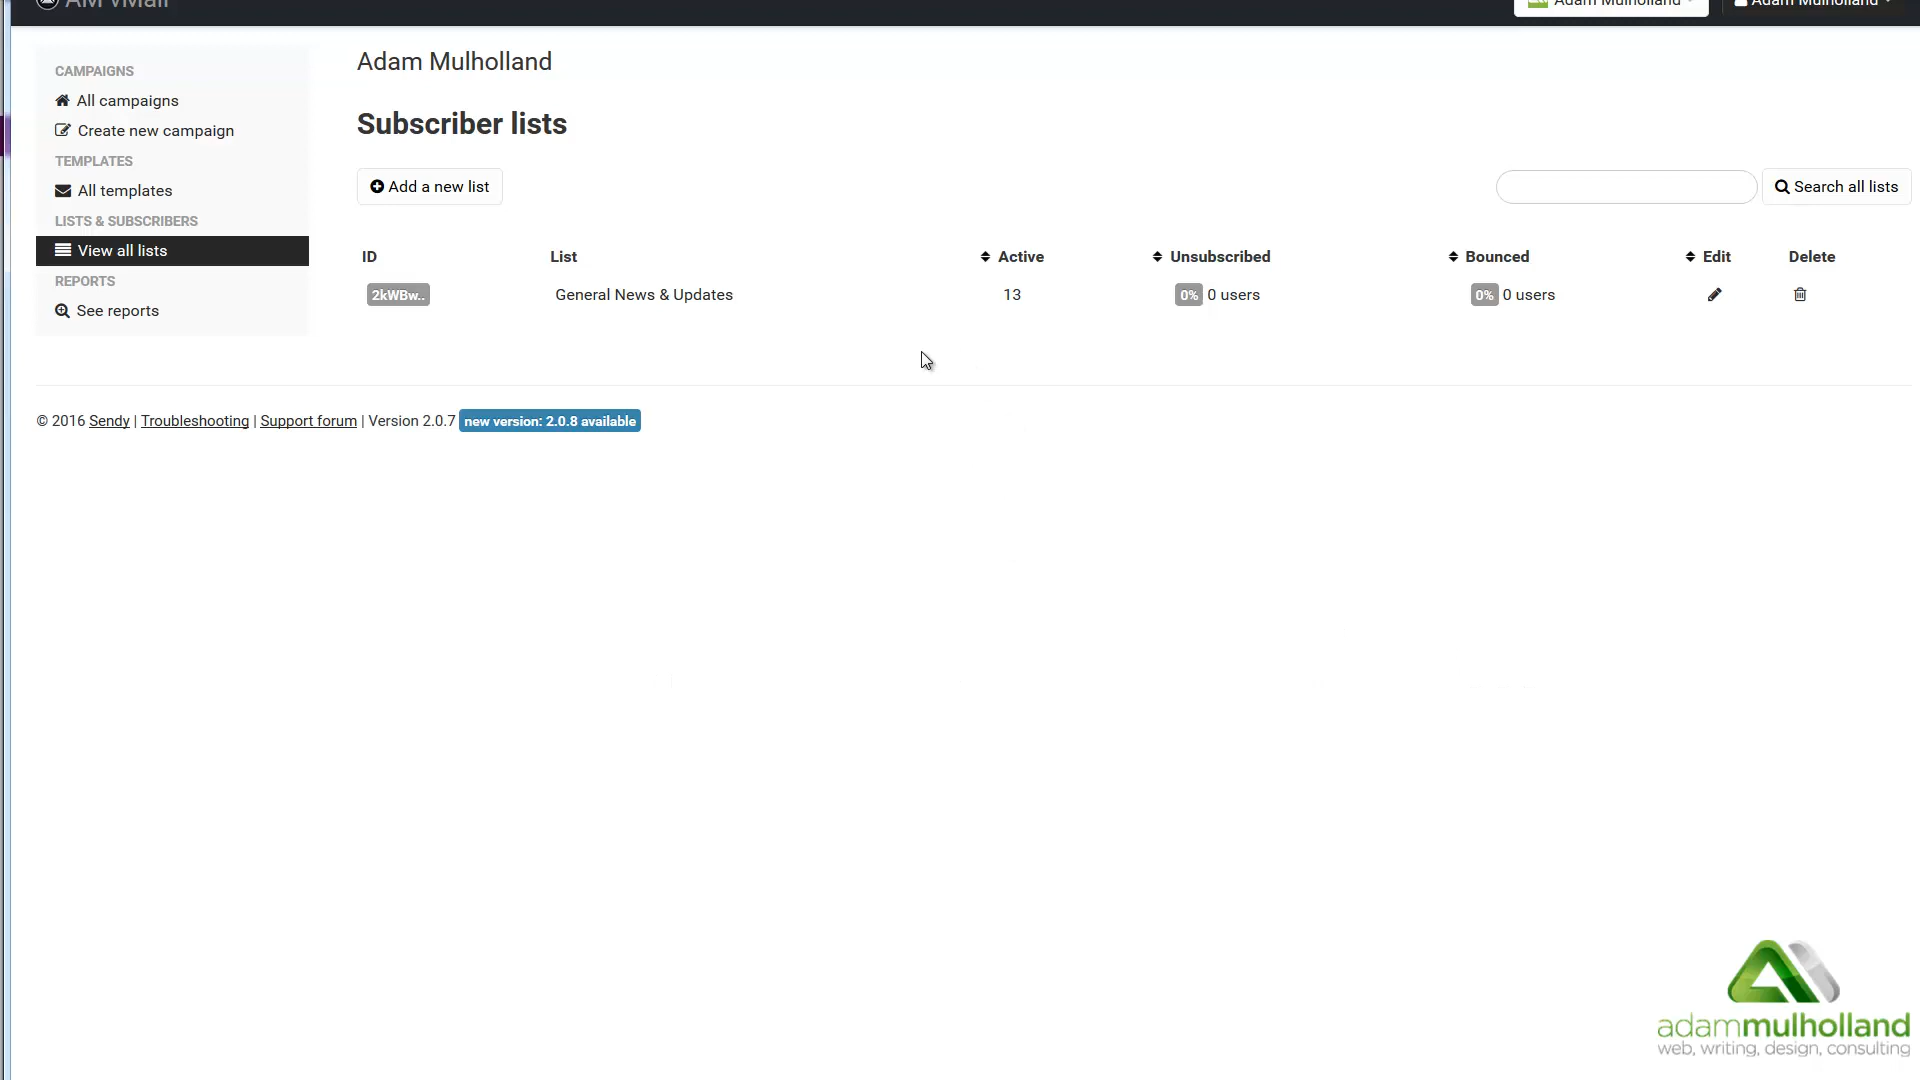 AM vMail
Adam Mulholland
Adam Mulholland
CAMPAIGNS
All campaigns
Create new campaign
TEMPLATES
All templates
LISTS & SUBSCRIBERS
View all lists
REPORTS
See reports
Adam Mulholland
Subscriber lists
Add a new list
Search all lists
ID List Active Unsubscribed Bounced Edit Delete
2kWBw.. General News & Updates 13 0% 0 users 0% 0 users
© 2016 Sendy | Troubleshooting | Support forum | Version 2.0.7 new version: 2.0.8 available
adammulholland
web, writing, design, consulting